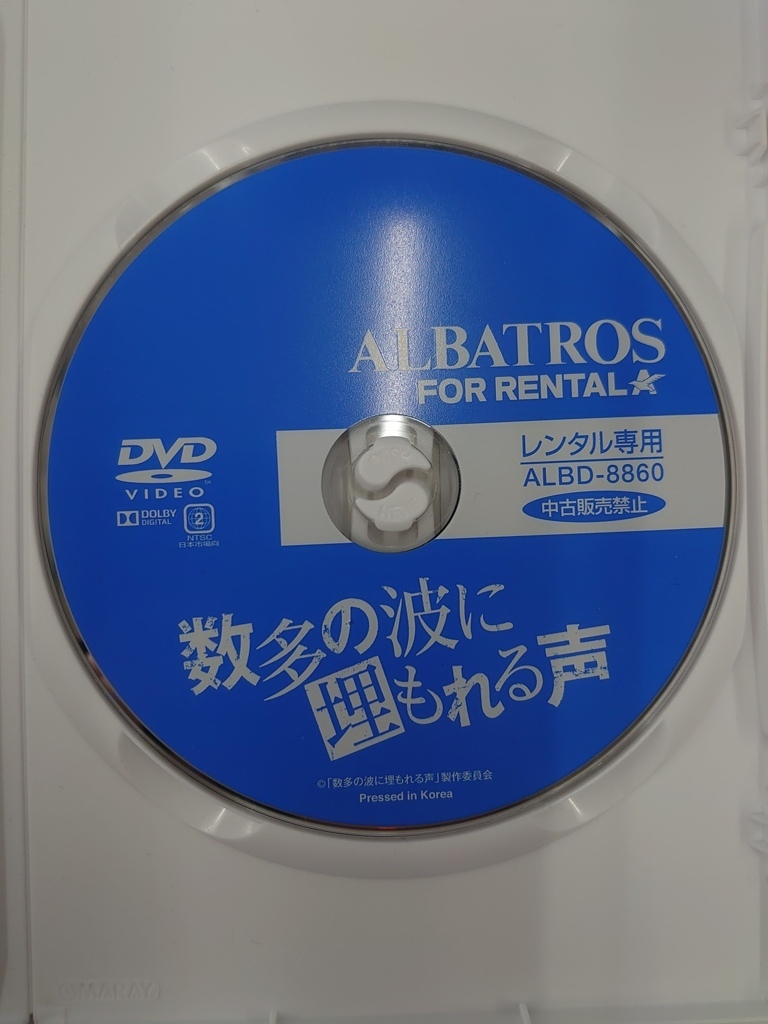 ALBATROS
FOR RENTAL
DVD
VIDEO
レンタル専用
ALBD-8860
中古販売禁止
DOLBY
DIGITAL
2
NTSC
日本市場向
数多の波に
埋もれる声
©「数多の波に埋もれる声」製作委員会
Pressed in Korea
MARAY